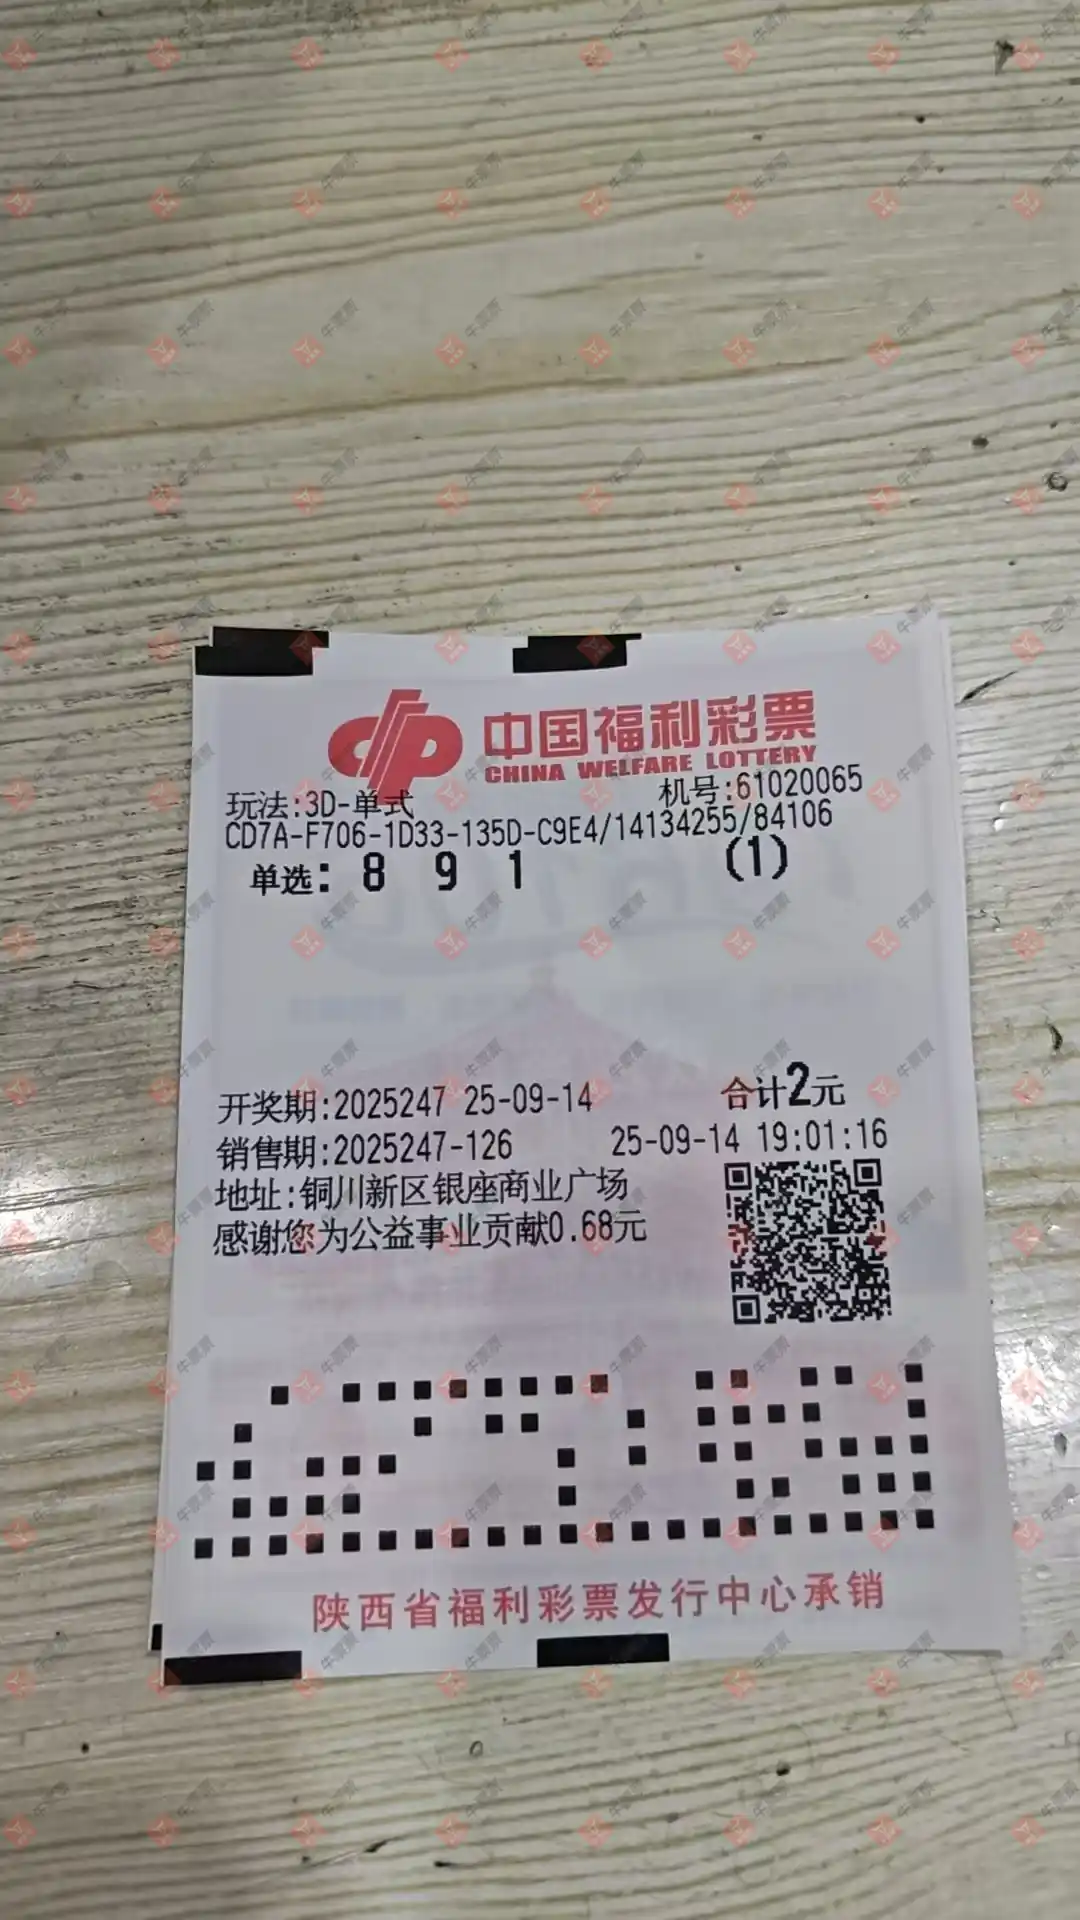 中国福利彩票
CHINA WELFARE LOTTERY
玩法:3D-单式 机号:61020065
CD7A-F706-1D33-135D-C9E4/14134255/84106
单选: 8 9 1 (1)
开奖期:2025247 25-09-14 合计2元
销售期:2025247-126 25-09-14 19:01:16
地址:铜川新区银座商业广场
感谢您为公益事业贡献0.68元
陕西省福利彩票发行中心承销